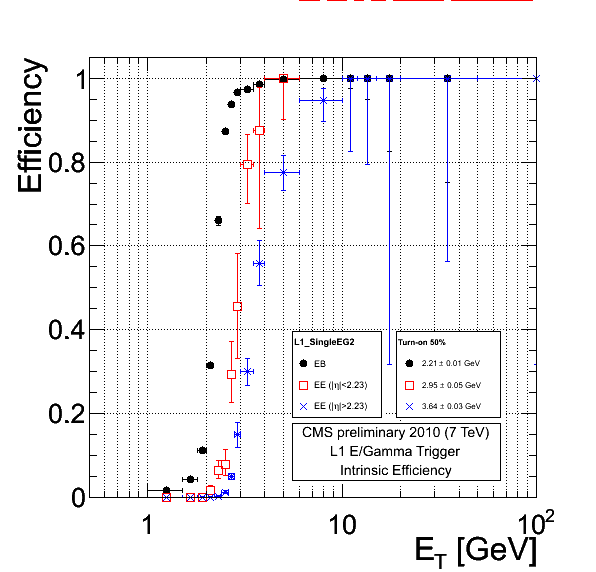 Efficiency
1
0.8
0.6
0.4
0.2
0
L1_SingleEG2
EB
EE (|η|<2.23)
EE (|η|>2.23)
Turn-on 50%
2.21 ± 0.01 GeV
2.95 ± 0.05 GeV
3.64 ± 0.03 GeV
CMS preliminary 2010 (7 TeV)
L1 E/Gamma Trigger
Intrinsic Efficiency
1 10 10²
E_T [GeV]